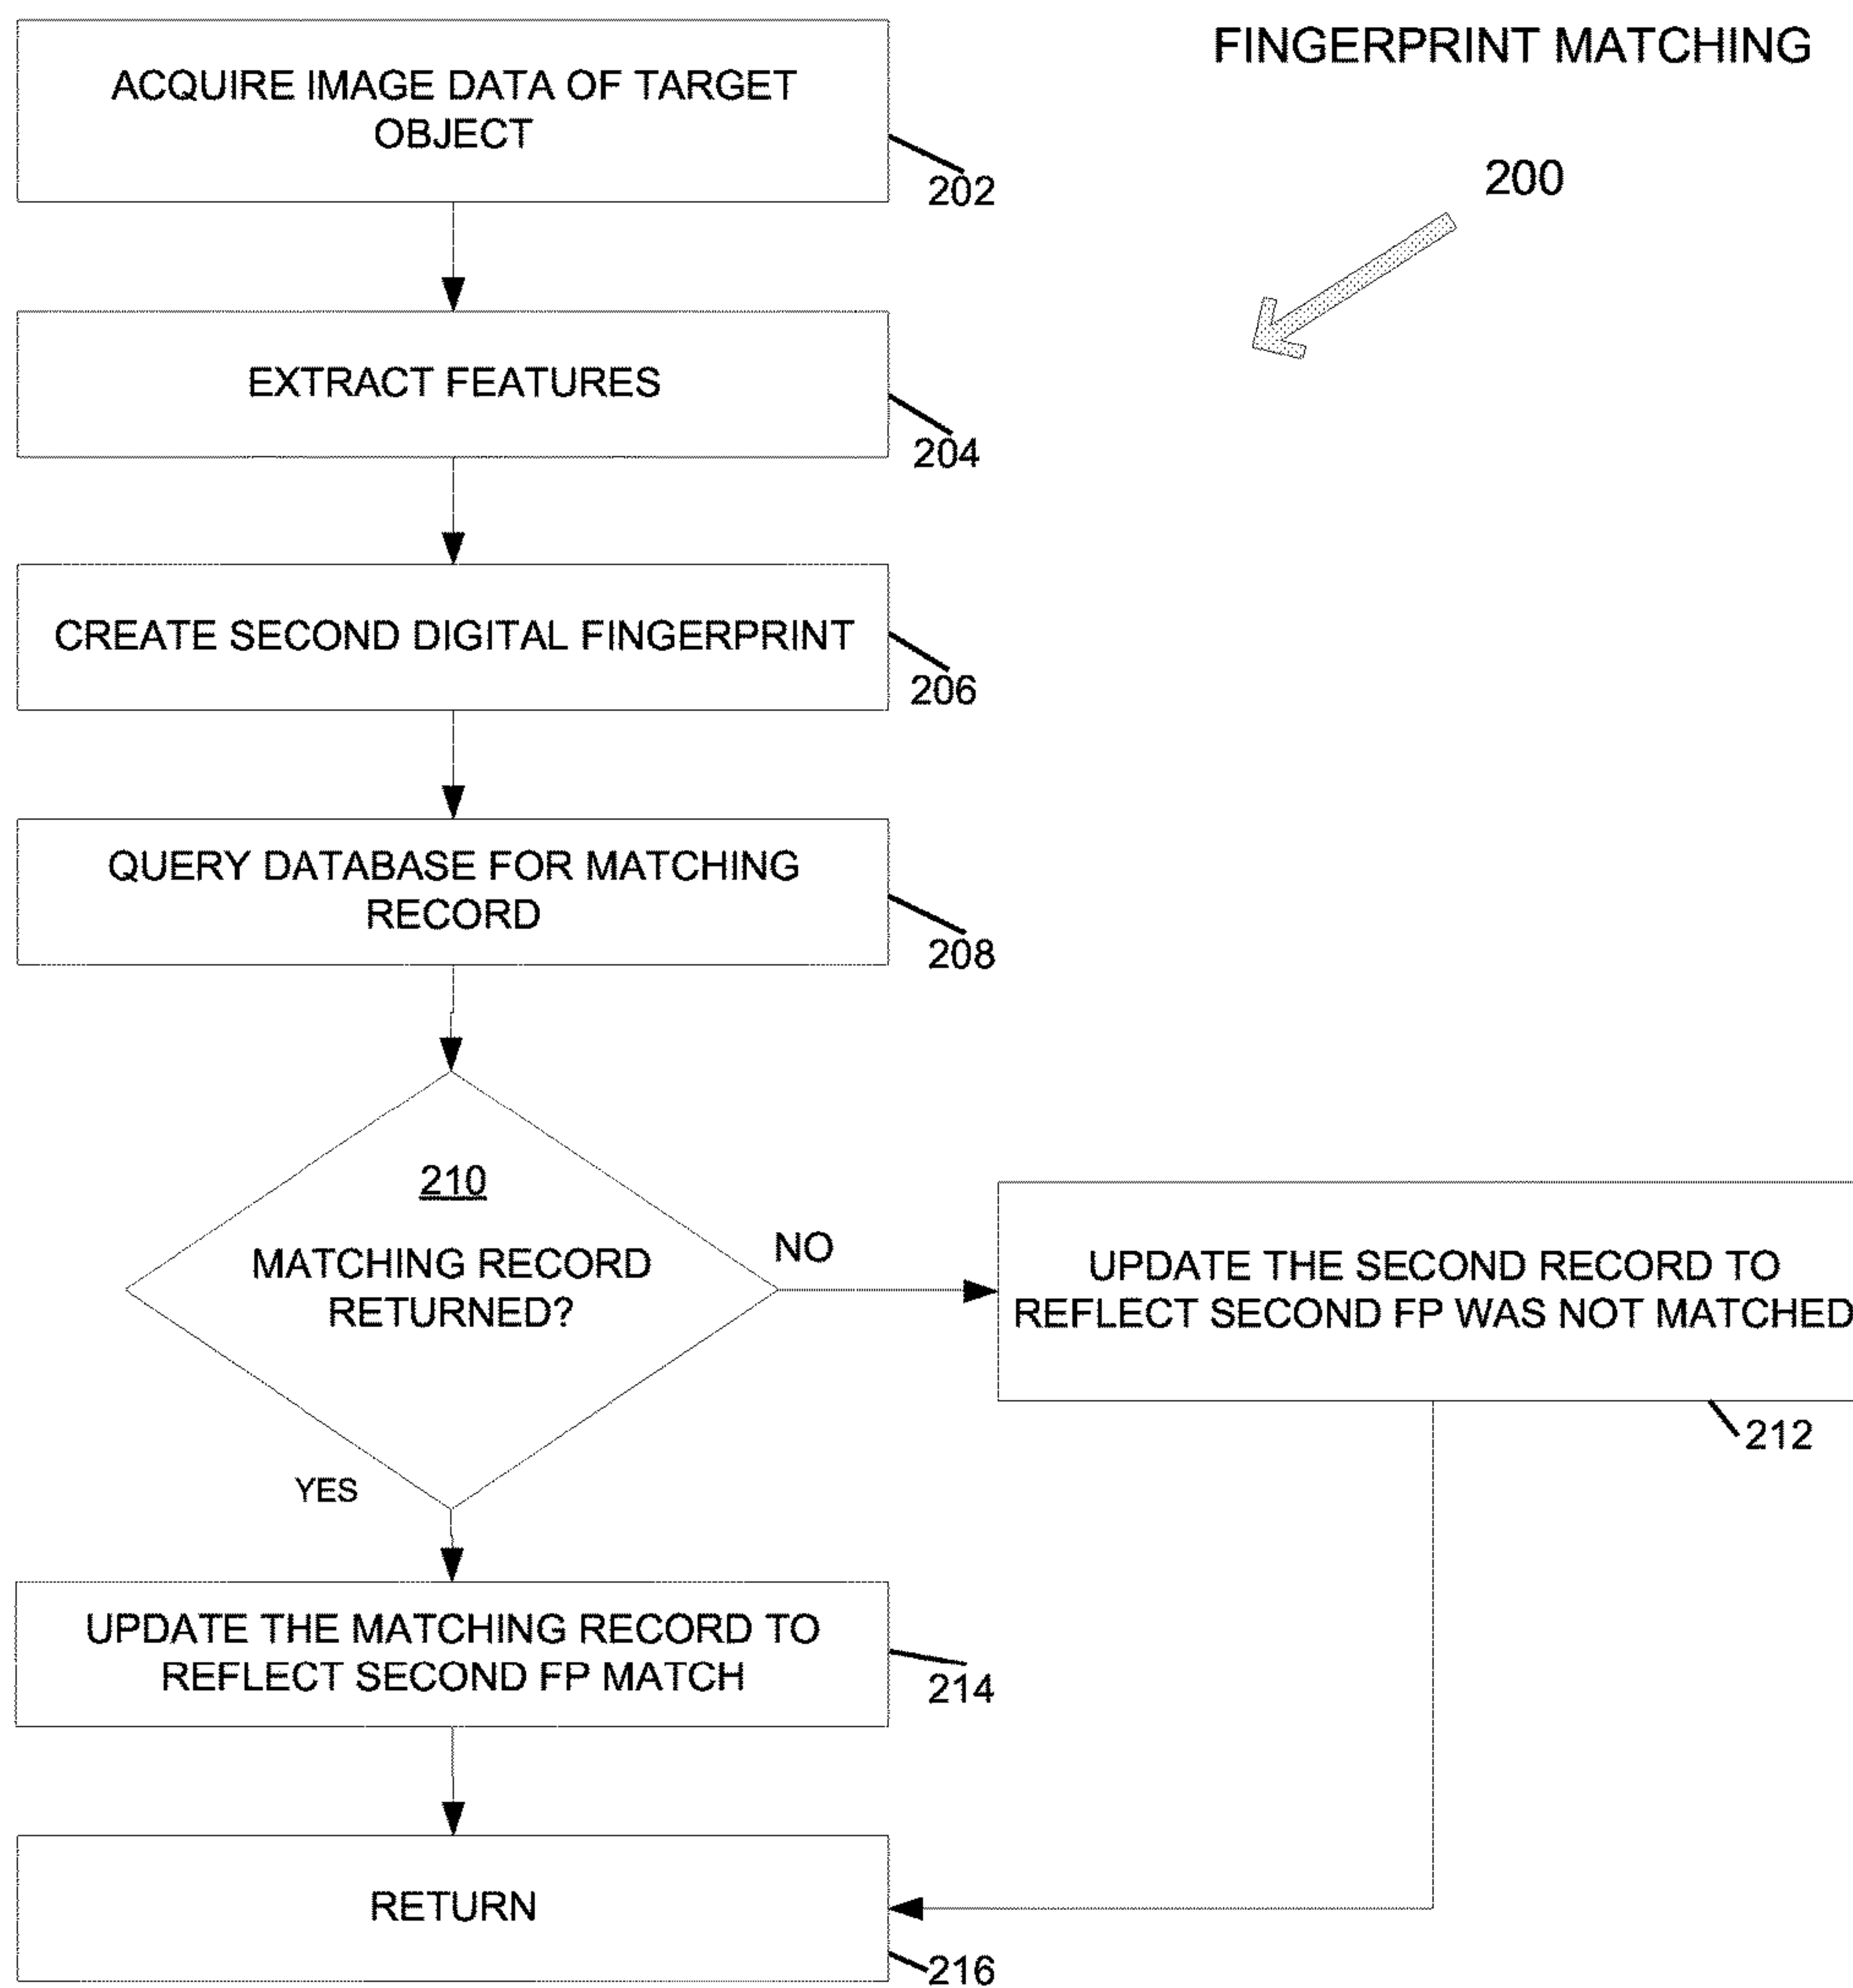 FINGERPRINT MATCHING
200
ACQUIRE IMAGE DATA OF TARGET
OBJECT
202
EXTRACT FEATURES
204
CREATE SECOND DIGITAL FINGERPRINT
206
QUERY DATABASE FOR MATCHING
RECORD
208
210
MATCHING RECORD
RETURNED?
NO
UPDATE THE SECOND RECORD TO
REFLECT SECOND FP WAS NOT MATCHED
212
YES
UPDATE THE MATCHING RECORD TO
REFLECT SECOND FP MATCH
214
RETURN
216